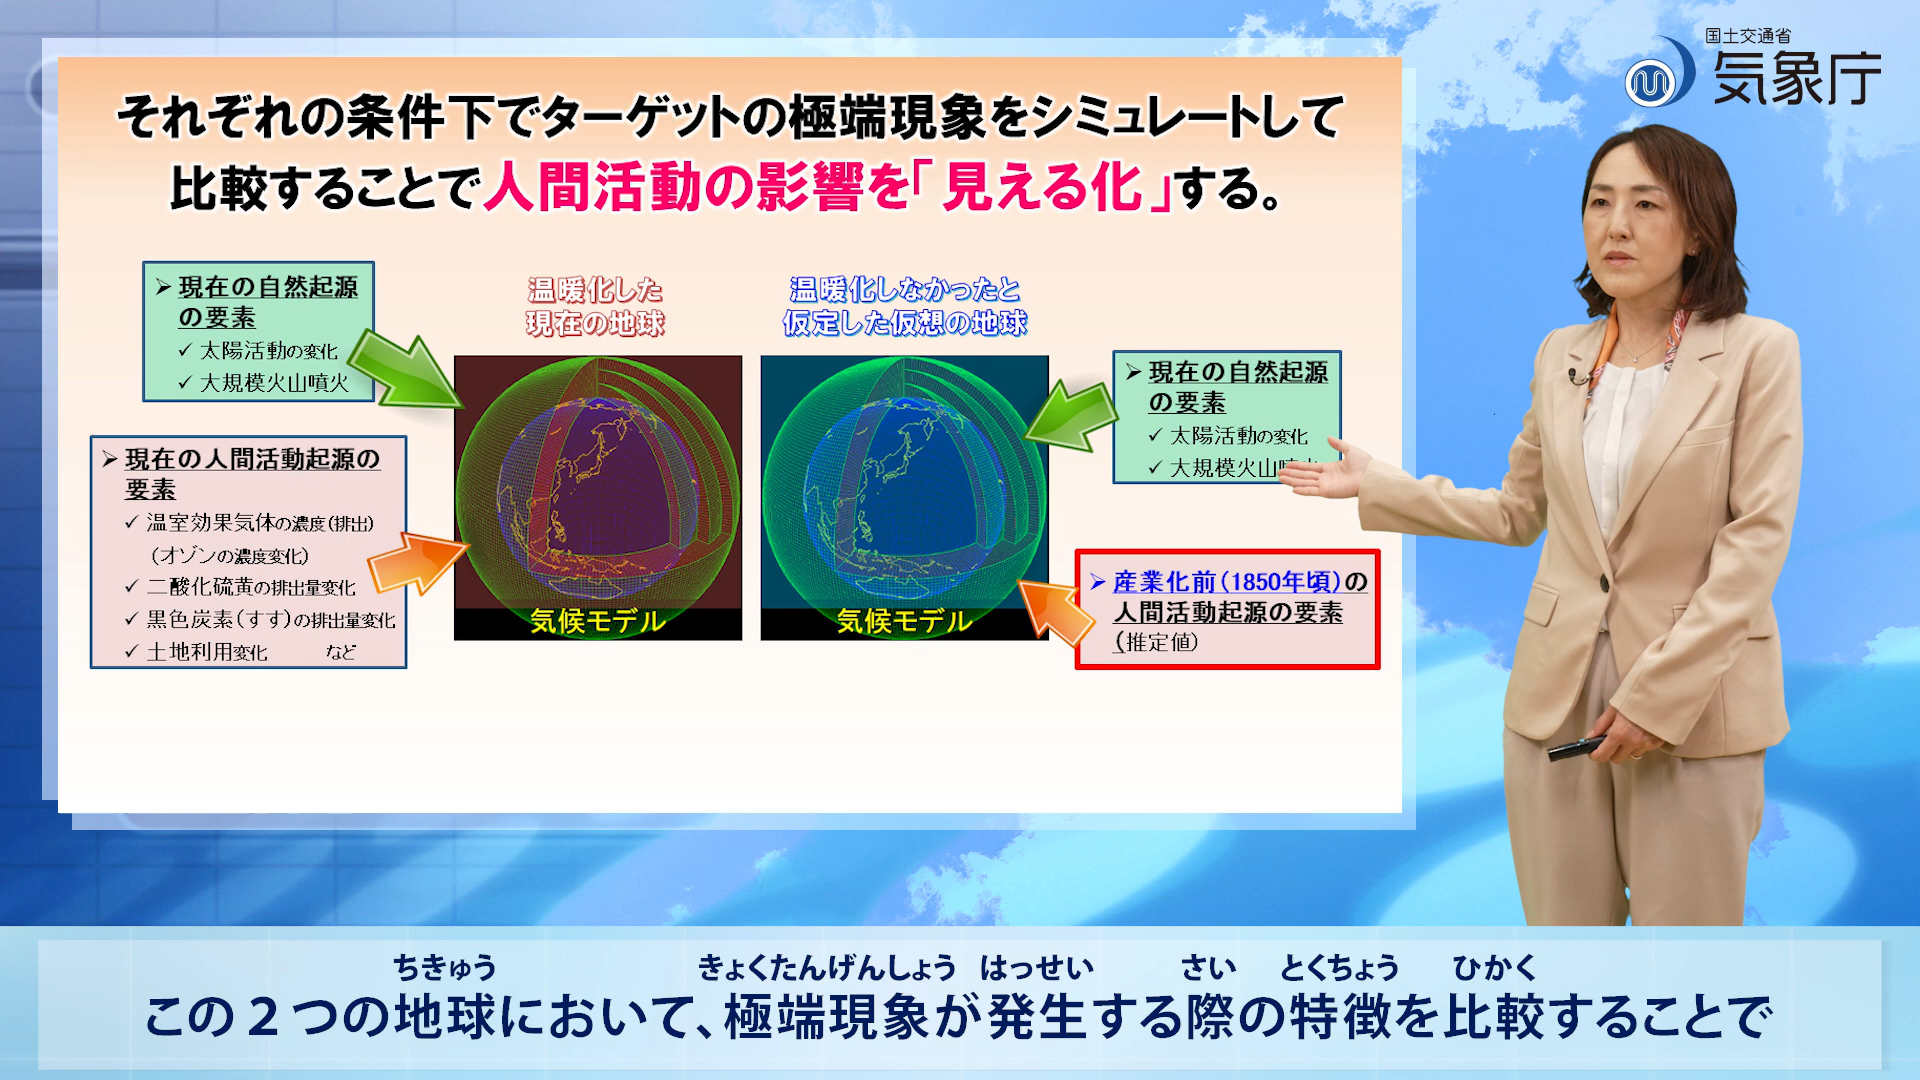 国土交通省
気象庁
それぞれの条件下でターゲットの極端現象をシミュレートして
比較することで人間活動の影響を「見える化」する。
➢ 現在の自然起源
の要素
✓ 太陽活動の変化
✓ 大規模火山噴火
➢ 現在の人間活動起源の
要素
✓ 温室効果気体の濃度(排出)
(オゾンの濃度変化)
✓ 二酸化硫黄の排出量変化
✓ 黒色炭素(すす)の排出量変化
✓ 土地利用変化 など
温暖化した
現在の地球
気候モデル
温暖化しなかったと
仮定した仮想の地球
気候モデル
➢ 現在の自然起源
の要素
✓ 太陽活動の変化
✓ 大規模火山
➢ 産業化前(1850年頃)の
人間活動起源の要素
(推定値)
ちきゅう きょくたんげんしょう はっせい さい とくちょう ひかく
この２つの地球において、極端現象が発生する際の特徴を比較することで